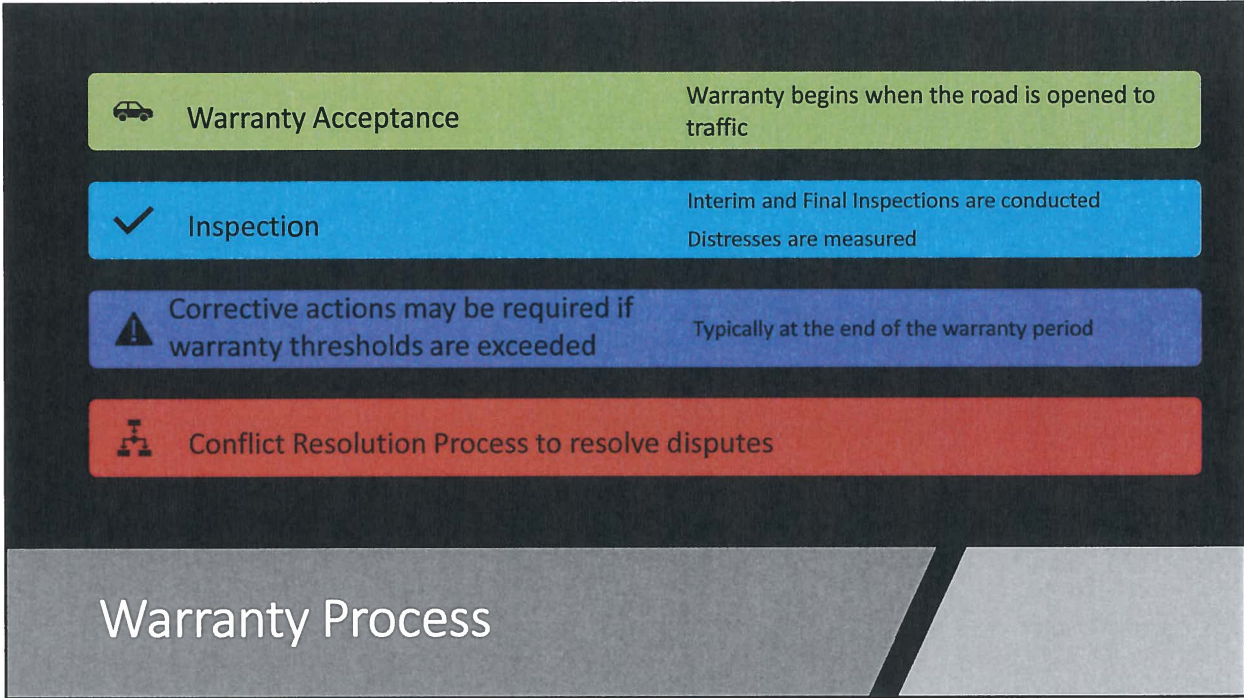 Warranty Acceptance
Warranty begins when the road is opened to
traffic
Inspection
Interim and Final Inspections are conducted
Distresses are measured
Corrective actions may be required if
warranty thresholds are exceeded
Typically at the end of the warranty period
Conflict Resolution Process to resolve disputes
Warranty Process